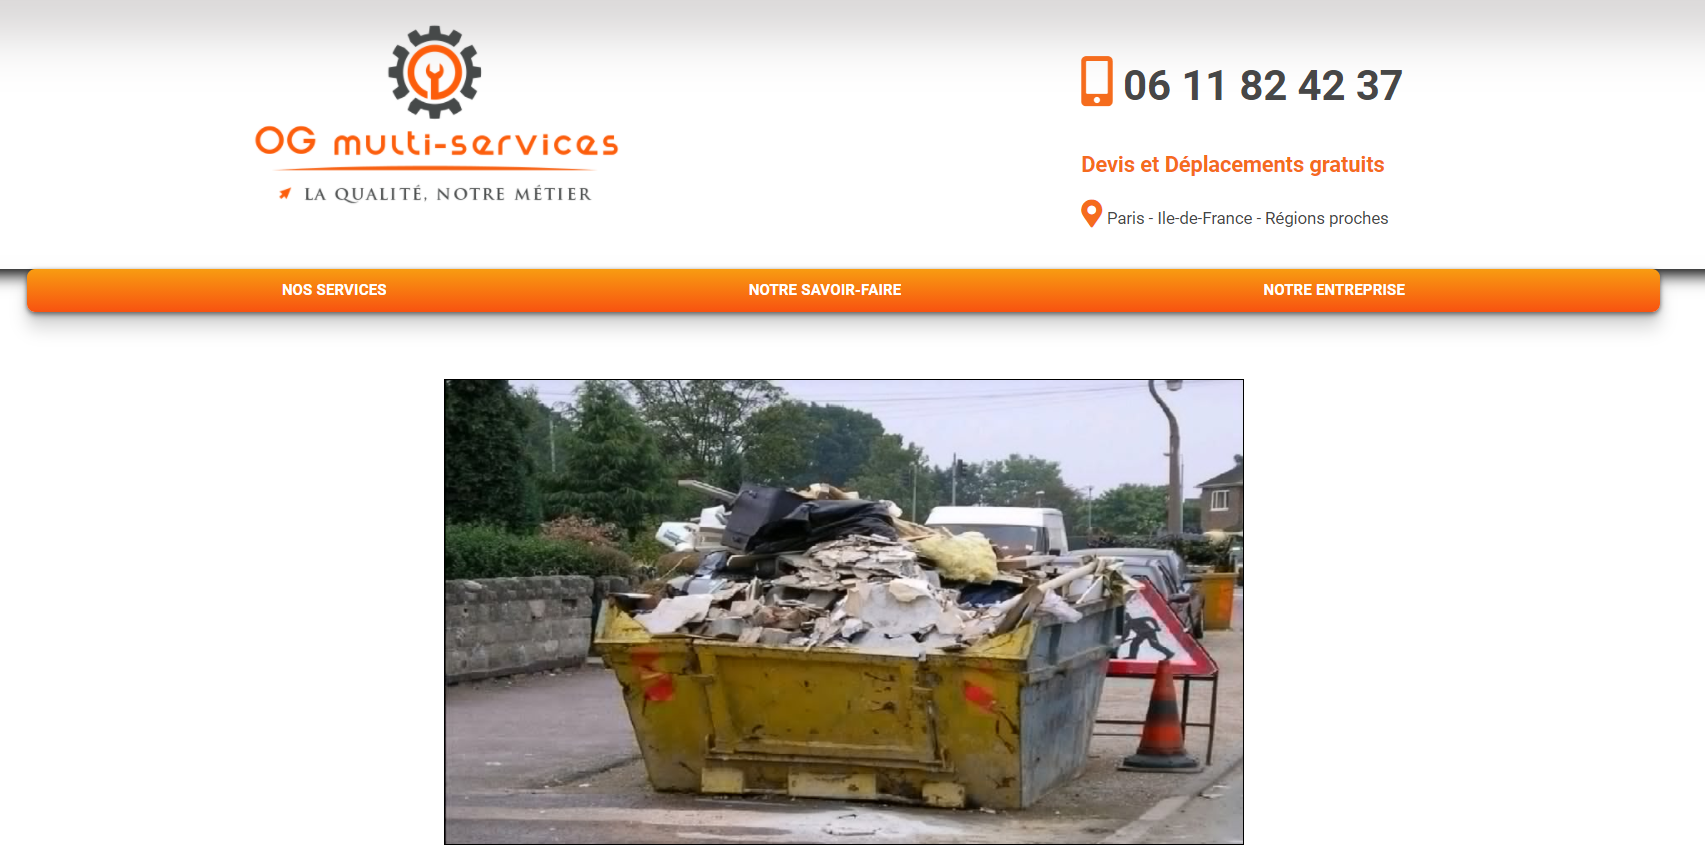 OG multi-services
LA QUALITÉ, NOTRE MÉTIER
06 11 82 42 37
Devis et Déplacements gratuits
Paris - Ile-de-France - Régions proches
NOS SERVICES
NOTRE SAVOIR-FAIRE
NOTRE ENTREPRISE